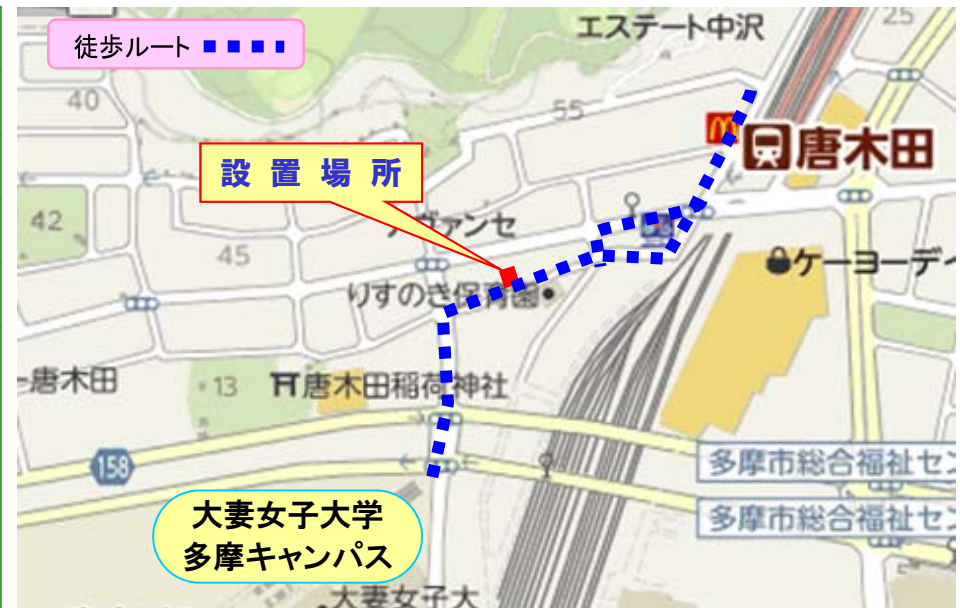 徒歩ルート
エステート中沢
25
40
55
唐木田
設置場所
42
ヴァンセ
45
ケーヨーデイ
りすのき保育園
唐木田
13
唐木田稲荷神社
158
多摩市総合福祉セン
多摩市総合福祉セン
大妻女子大学
多摩キャンパス
大妻女子大